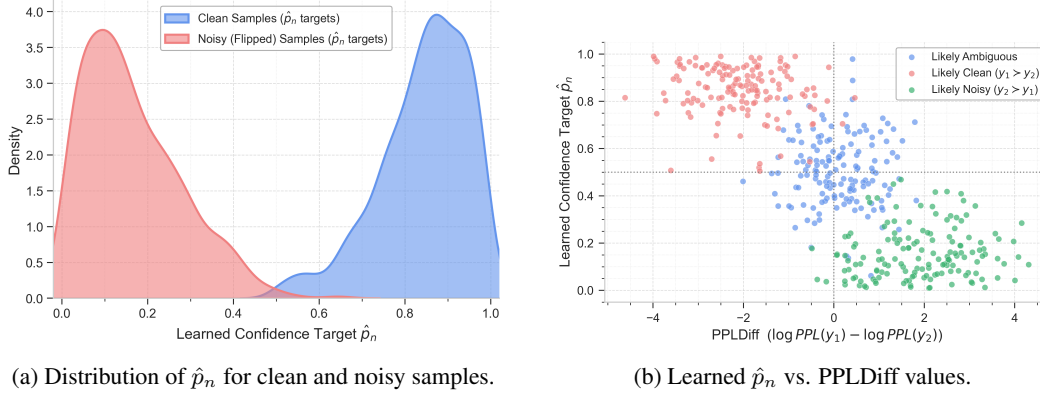 Clean Samples (p̂ₙ targets)
Noisy (Flipped) Samples (p̂ₙ targets)
4.0
3.5
3.0
2.5
2.0
1.5
1.0
0.5
0.0
Density
0.0 0.2 0.4 0.6 0.8 1.0
Learned Confidence Target p̂ₙ
(a) Distribution of p̂ₙ for clean and noisy samples.
Likely Ambiguous
Likely Clean (y₁ ≻ y₂)
Likely Noisy (y₂ ≻ y₁)
1.0
0.8
0.6
0.4
0.2
0.0
Learned Confidence Target p̂ₙ
−4 −2 0 2 4
PPLDiff (log PPL(y₁) − log PPL(y₂))
(b) Learned p̂ₙ vs. PPLDiff values.